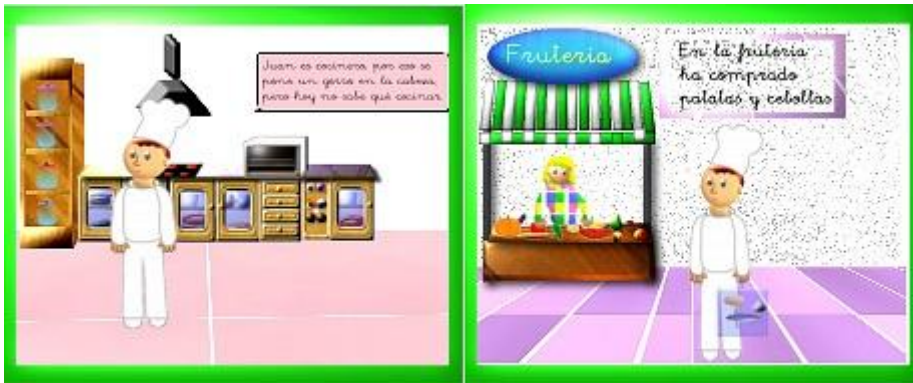 Juan es cocinero, por eso se
pone un gorro en la cabeza,
pero hoy no sabe qué cocinar.
Frutería
En la frutería
ha comprado
patatas y cebollas